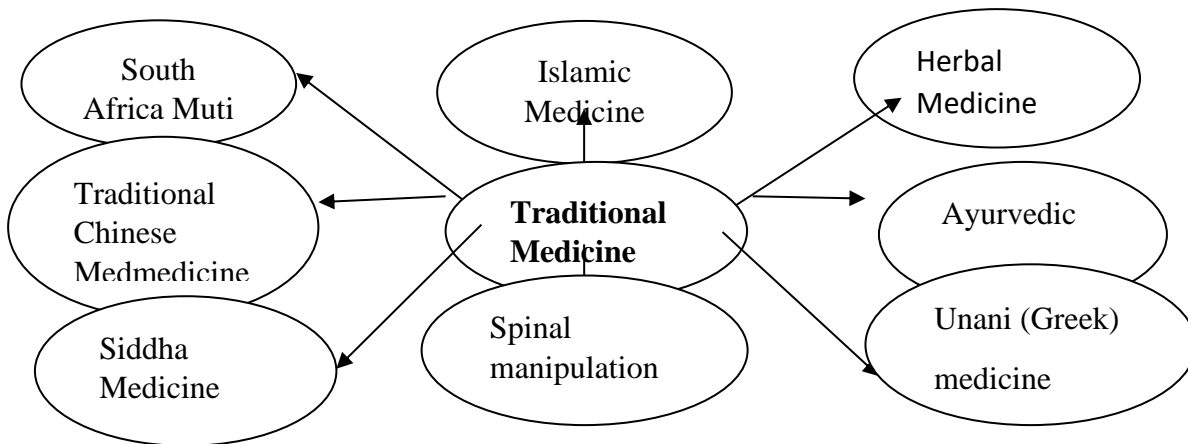 South
Africa Muti
Islamic
Medicine
Herbal
Medicine
Traditional
Chinese
Medmedicine
Traditional
Medicine
Ayurvedic
Siddha
Medicine
Spinal
manipulation
Unani (Greek)
medicine